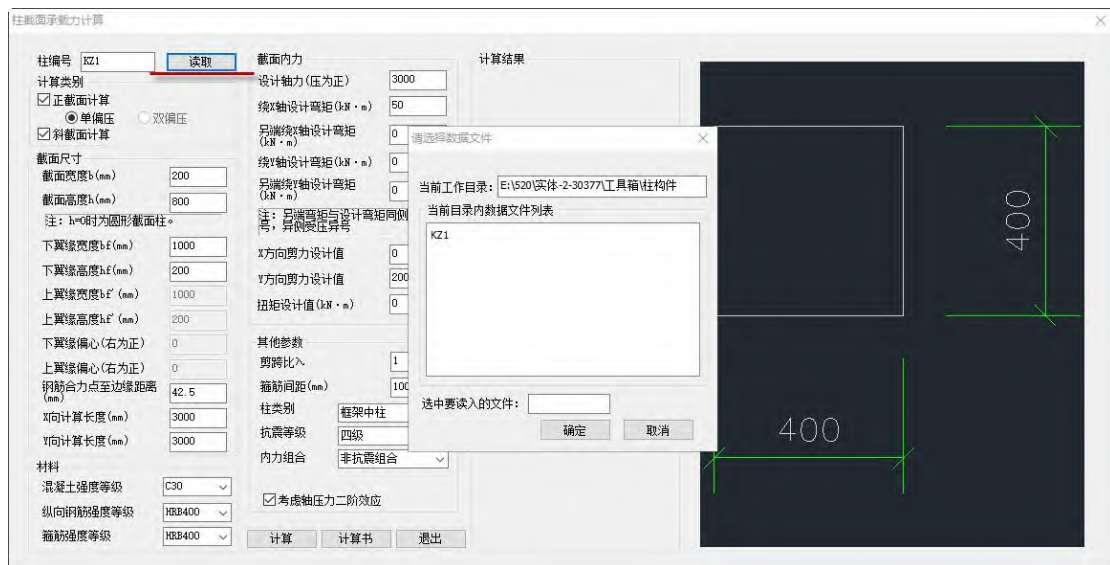 柱截面承载力计算
柱编号 KZ1 读取
计算类别
正截面计算
单偏压 双偏压
斜截面计算
截面尺寸
截面宽度b(mm) 200
截面高度h(mm) 800
注: h=0时为圆形截面柱。
下翼缘宽度bf(mm) 1000
下翼缘高度hf(mm) 200
上翼缘宽度bf'(mm) 1000
上翼缘高度hf'(mm) 200
下翼缘偏心(右为正) 0
上翼缘偏心(右为正) 0
钢筋合力点至边缘距离
(mm) 42.5
X向计算长度(mm) 3000
Y向计算长度(mm) 3000
材料
混凝土强度等级 C30
纵向钢筋强度等级 HRB400
箍筋强度等级 HRB400
截面内力
设计轴力(压为正) 3000
绕X轴设计弯矩(kN·m) 50
另端绕X轴设计弯矩
(kN·m) 0
绕Y轴设计弯矩(kN·m) 0
另端绕Y轴设计弯矩
(kN·m) 0
注: 另端弯矩与设计弯矩同侧
号, 异侧受压异号
X方向剪力设计值 0
Y方向剪力设计值 200
扭矩设计值(kN·m) 0
其他参数
剪跨比λ 1
箍筋间距(mm) 100
柱类别 框架中柱
抗震等级 四级
内力组合 非抗震组合
考虑轴压力二阶效应
计算 计算书 退出
计算结果
请选择数据文件
当前工作目录: E:\520\实体-2-30377\工具箱\柱构件
当前目录内数据文件列表
KZ1
选中要读入的文件:
确定 取消
400
400